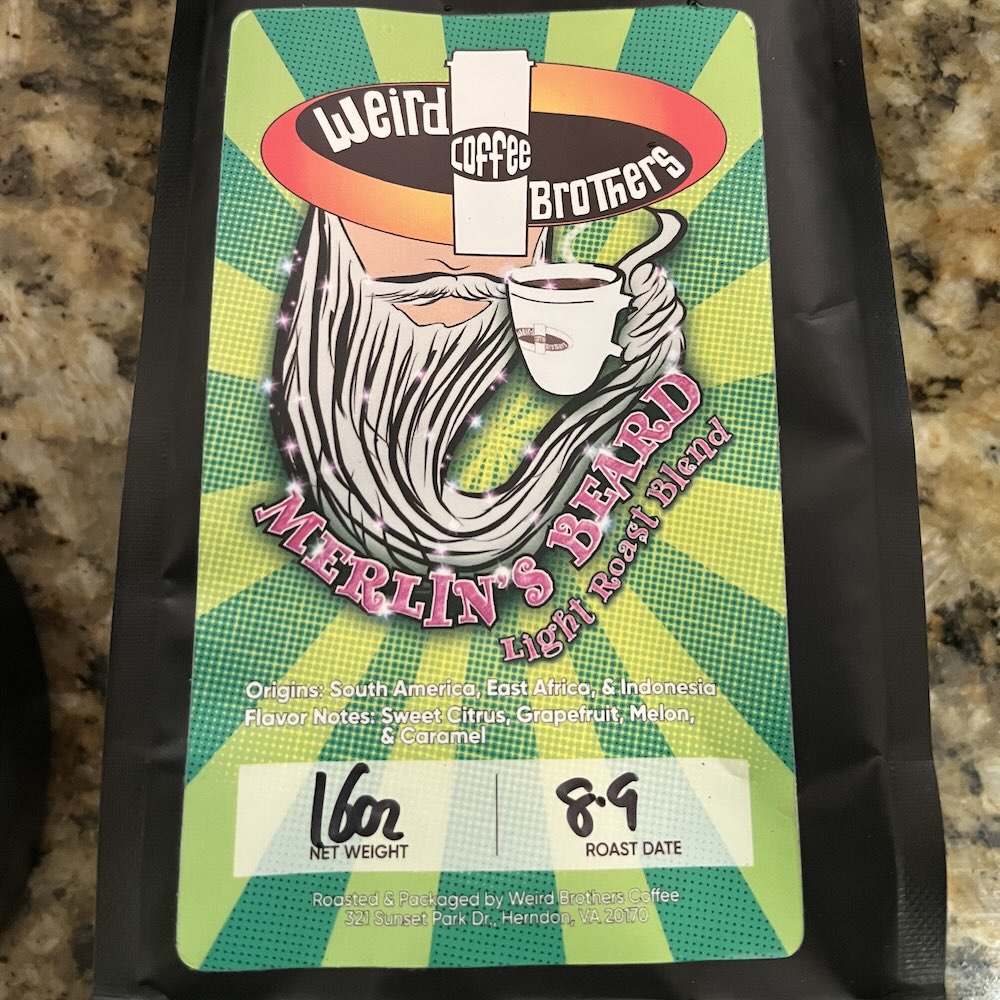 Weird
COFFEE
BroTHers
MERLIN'S BEARD
Light Roast Blend
Origins: South America, East Africa, & Indonesia
Flavor Notes: Sweet Citrus, Grapefruit, Melon,
& Caramel
16oz
NET WEIGHT
8.9
ROAST DATE
Roasted & Packaged by Weird Brothers Coffee
321 Sunset Park Dr., Herndon, VA 20170